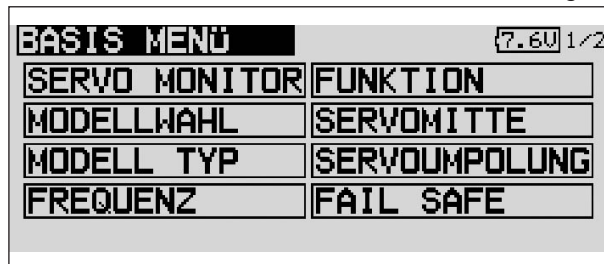 BASIS MENÜ 7.6V 1/2
SERVO MONITOR FUNKTION
MODELLWAHL SERVOMITTE
MODELL TYP SERVOUMPOLUNG
FREQUENZ FAIL SAFE